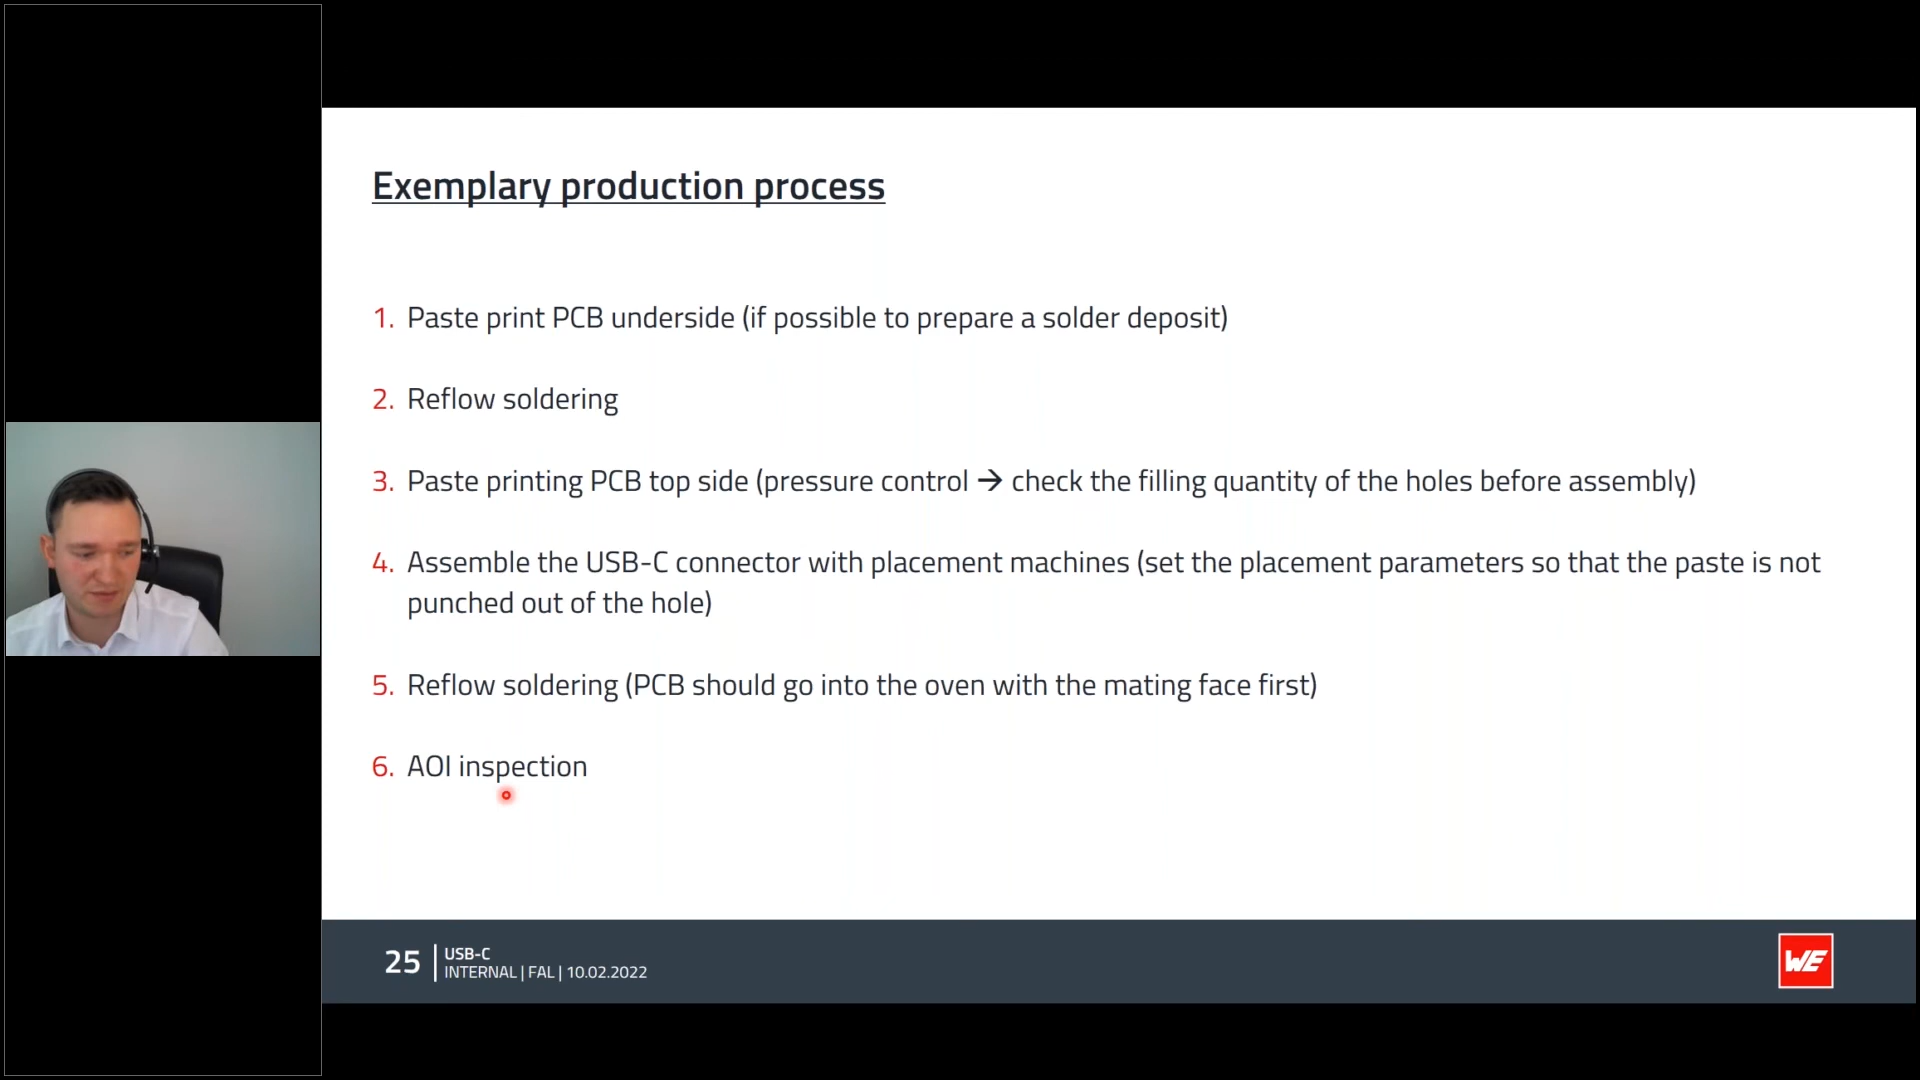 Exemplary production process
1. Paste print PCB underside (if possible to prepare a solder deposit)
2. Reflow soldering
3. Paste printing PCB top side (pressure control → check the filling quantity of the holes before assembly)
4. Assemble the USB-C connector with placement machines (set the placement parameters so that the paste is not
punched out of the hole)
5. Reflow soldering (PCB should go into the oven with the mating face first)
6. AOI inspection
25
USB-C
INTERNAL | FAL | 10.02.2022
WE